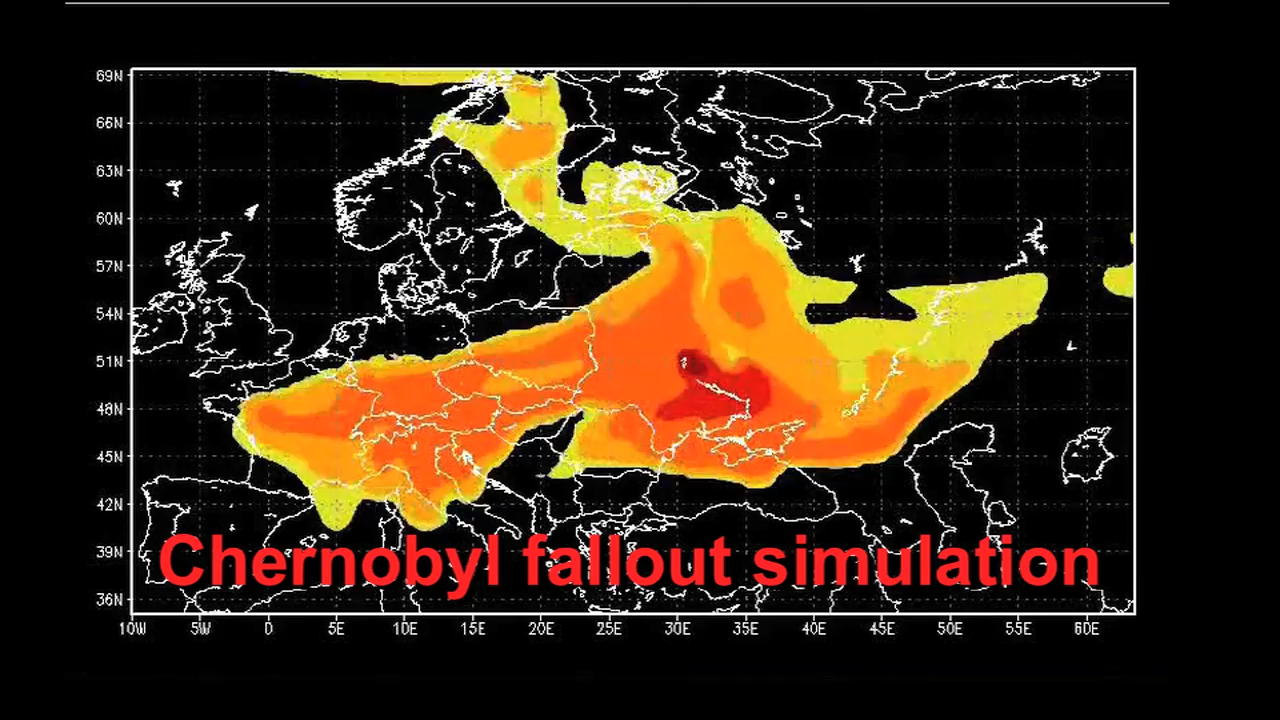 69N
66N
63N
60N
57N
54N
51N
48N
45N
42N
39N
36N
Chernobyl fallout simulation
10W 5W 0 5E 10E 15E 20E 25E 30E 35E 40E 45E 50E 55E 60E